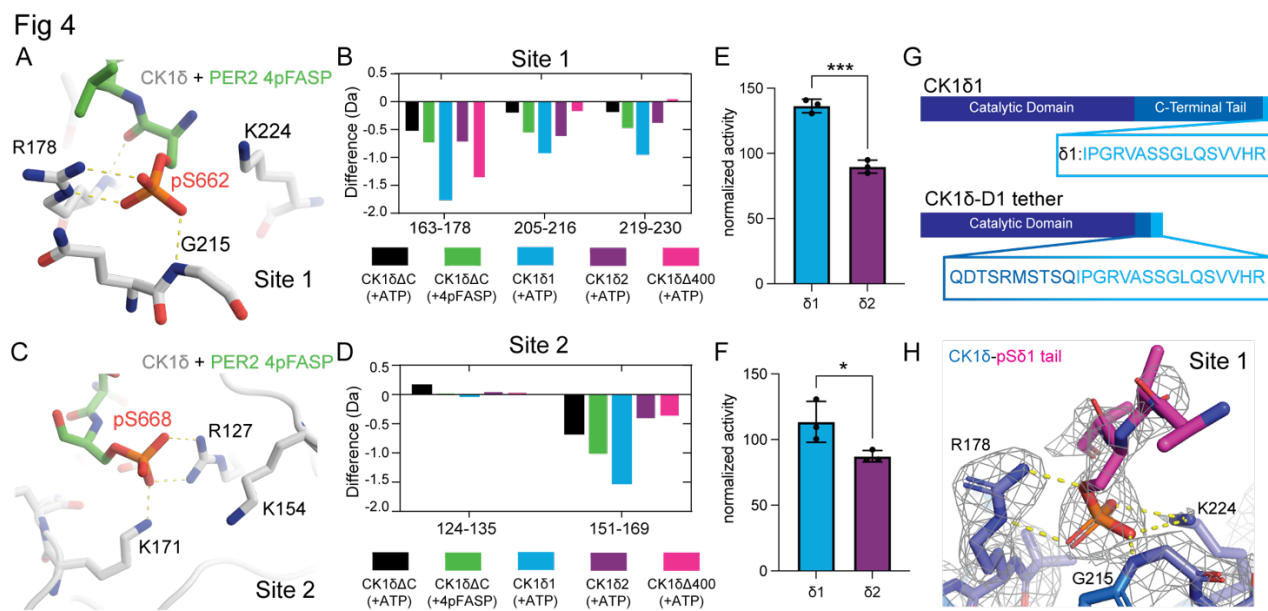 Fig 4
A
CK1δ + PER2 4pFASP
R178
K224
pS662
G215
Site 1
B
Site 1
Difference (Da)
0.5
0
-0.5
-1.0
-1.5
-2.0
163-178
205-216
219-230
CK1δΔC
(+ATP)
CK1δΔC
(+4pFASP)
CK1δ1
(+ATP)
CK1δ2
(+ATP)
CK1δΔ400
(+ATP)
C
CK1δ + PER2 4pFASP
pS668
R127
K154
K171
Site 2
D
Site 2
Difference (Da)
0.5
0
-0.5
-1.0
-1.5
-2.0
124-135
151-169
CK1δΔC
(+ATP)
CK1δΔC
(+4pFASP)
CK1δ1
(+ATP)
CK1δ2
(+ATP)
CK1δΔ400
(+ATP)
E
***
normalized activity
150
100
50
0
δ1
δ2
F
*
normalized activity
150
100
50
0
δ1
δ2
G
CK1δ1
Catalytic Domain
C-Terminal Tail
δ1:IPGRVASSGLQSVVHR
CK1δ-D1 tether
Catalytic Domain
QDTSRMSTSQIPGRVASSGLQSVVHR
H
CK1δ-pSδ1 tail
Site 1
R178
K224
G215